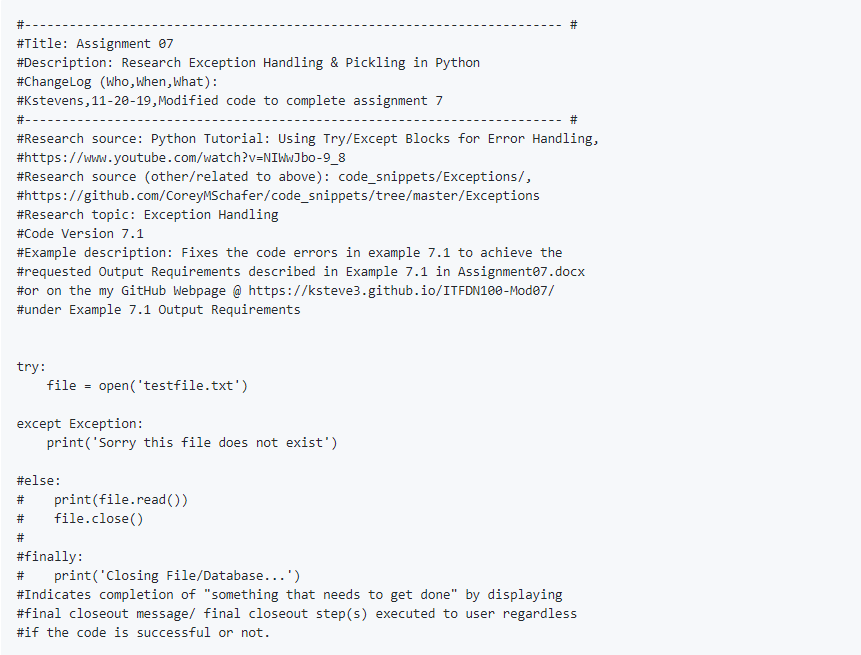 #-------------------------------------------------------------------- #
#Title: Assignment 07
#Description: Research Exception Handling & Pickling in Python
#ChangeLog (Who,When,What):
#Kstevens,11-20-19,Modified code to complete assignment 7
#-------------------------------------------------------------------- #
#Research source: Python Tutorial: Using Try/Except Blocks for Error Handling,
#https://www.youtube.com/watch?v=NIWwJbo-9_8
#Research source (other/related to above): code_snippets/Exceptions/,
#https://github.com/CoreyMSchafer/code_snippets/tree/master/Exceptions
#Research topic: Exception Handling
#Code Version 7.1
#Example description: Fixes the code errors in example 7.1 to achieve the
#requested Output Requirements described in Example 7.1 in Assignment07.docx
#or on the my GitHub Webpage @ https://ksteve3.github.io/ITFDN100-Mod07/
#under Example 7.1 Output Requirements
try:
    file = open('testfile.txt')
except Exception:
    print('Sorry this file does not exist')
#else:
#    print(file.read())
#    file.close()
#
#finally:
#    print('Closing File/Database...')
#Indicates completion of "something that needs to get done" by displaying
#final closeout message/ final closeout step(s) executed to user regardless
#if the code is successful or not.